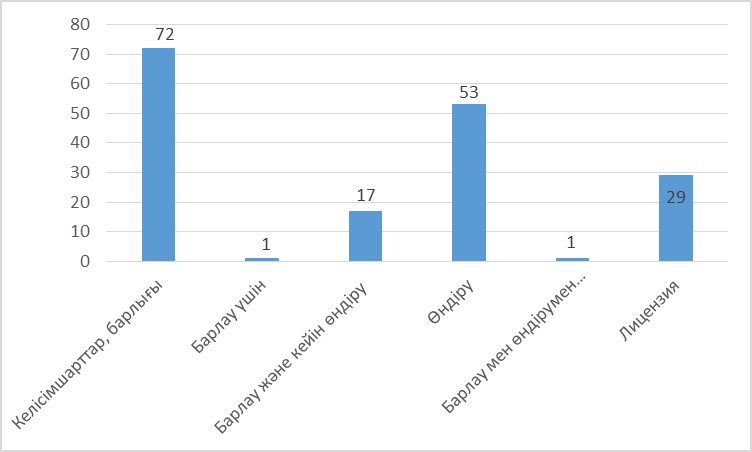 80
70
60
50
40
30
20
10
0
72
1
17
53
1
29
Келісімшарттар, барлығы
Барлау үшін
Барлау және кейін өндіру
Өндіру
Барлау мен өндірумен...
Лицензия